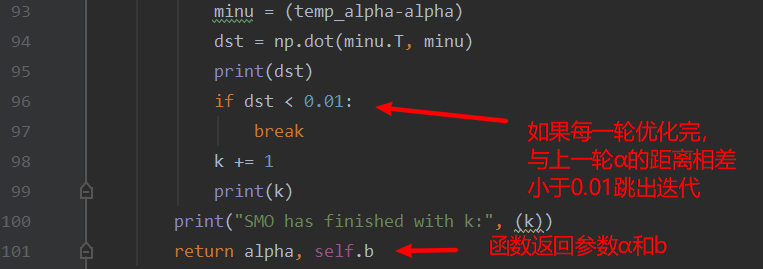 93 minu = (temp_alpha-alpha)
94 dst = np.dot(minu.T, minu)
95 print(dst)
96 if dst < 0.01:
97 break
98 k += 1
99 print(k)
100 print("SMO has finished with k:", (k))
101 return alpha, self.b
如果每一轮优化完,
与上一轮α的距离相差
小于0.01跳出迭代
函数返回参数α和b